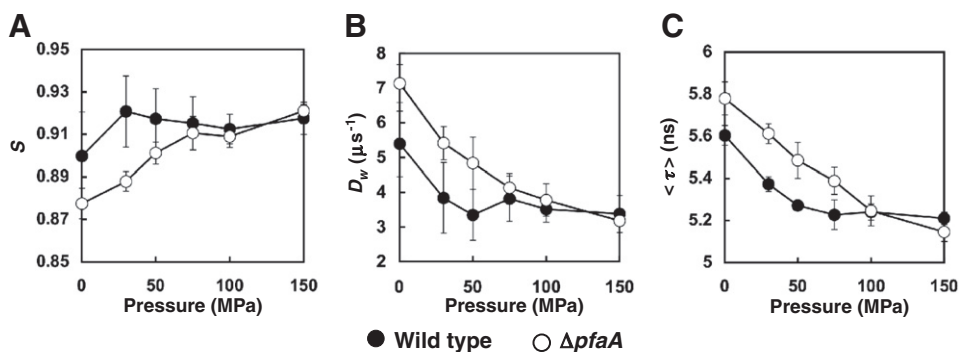 A
0.95
0.93
0.91
0.89
0.87
0.85
S
0 50 100 150
Pressure (MPa)
B
8
7
6
5
4
3
2
Dw (μs⁻¹)
0 50 100 150
Pressure (MPa)
C
6
5.8
5.6
5.4
5.2
5
<τ> (ns)
0 50 100 150
Pressure (MPa)
Wild type ΔpfaA